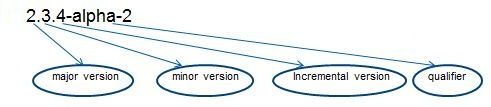 2.3.4-alpha-2
major version minor version Incremental version qualifier